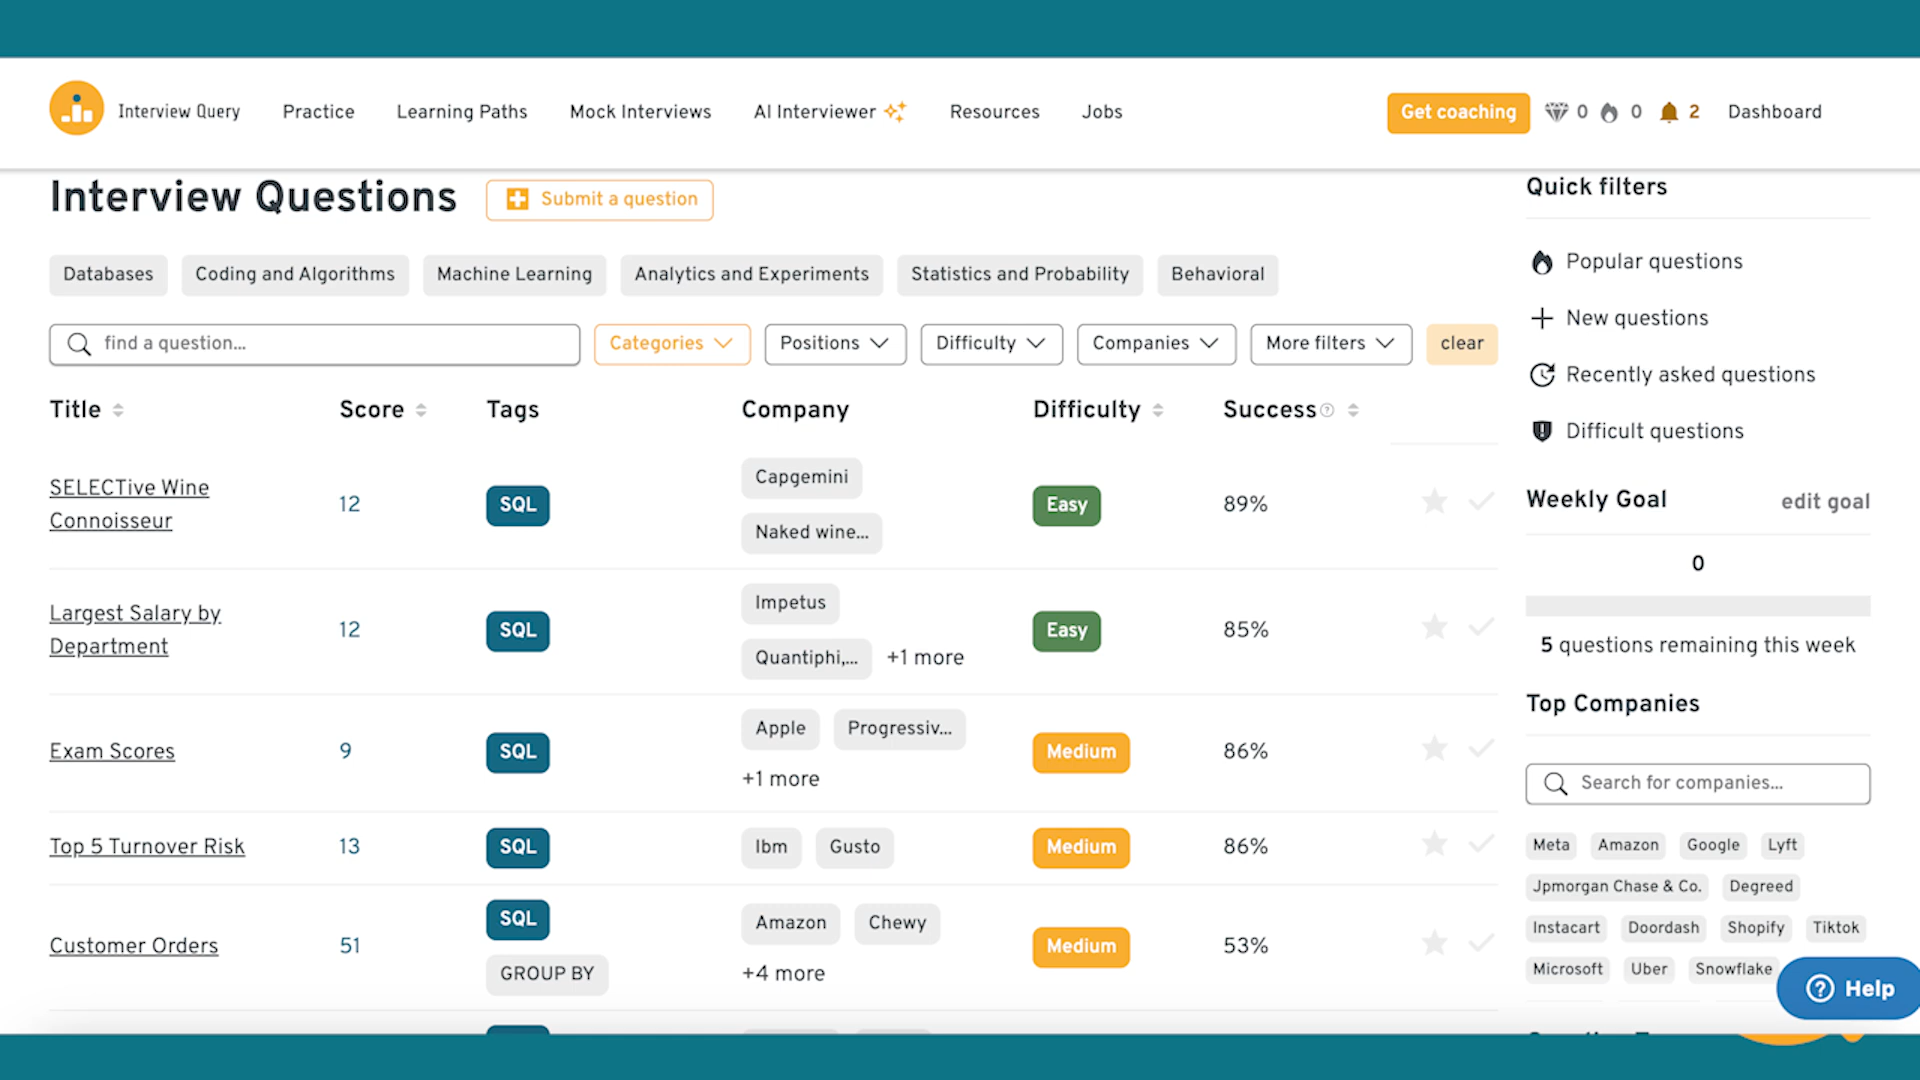 Interview Query Practice Learning Paths Mock Interviews AI Interviewer Resources Jobs Get coaching 0 0 2 Dashboard
Interview Questions Submit a question
Databases Coding and Algorithms Machine Learning Analytics and Experiments Statistics and Probability Behavioral
find a question... Categories Positions Difficulty Companies More filters clear
Title Score Tags Company Difficulty Success
SELECTive Wine
Connoisseur
12
SQL
Capgemini
Naked wine...
Easy
89%
Largest Salary by
Department
12
SQL
Impetus
Quantiphi,... +1 more
Easy
85%
Exam Scores
9
SQL
Apple Progressiv...
+1 more
Medium
86%
Top 5 Turnover Risk 13 SQL Ibm Gusto Medium 86%
Customer Orders
51
SQL
GROUP BY
Amazon Chewy
+4 more
Medium
53%
Quick filters
Popular questions
New questions
Recently asked questions
Difficult questions
Weekly Goal edit goal
0
5 questions remaining this week
Top Companies
Search for companies...
Meta Amazon Google Lyft
Jpmorgan Chase & Co. Degreed
Instacart Doordash Shopify Tiktok
Microsoft Uber Snowflake
Help